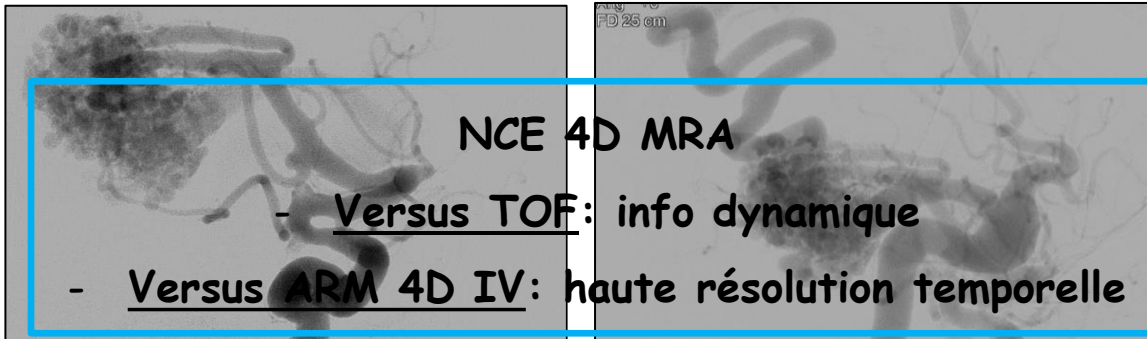 FD 25 cm
NCE 4D MRA
- Versus TOF: info dynamique
- Versus ARM 4D IV: haute résolution temporelle